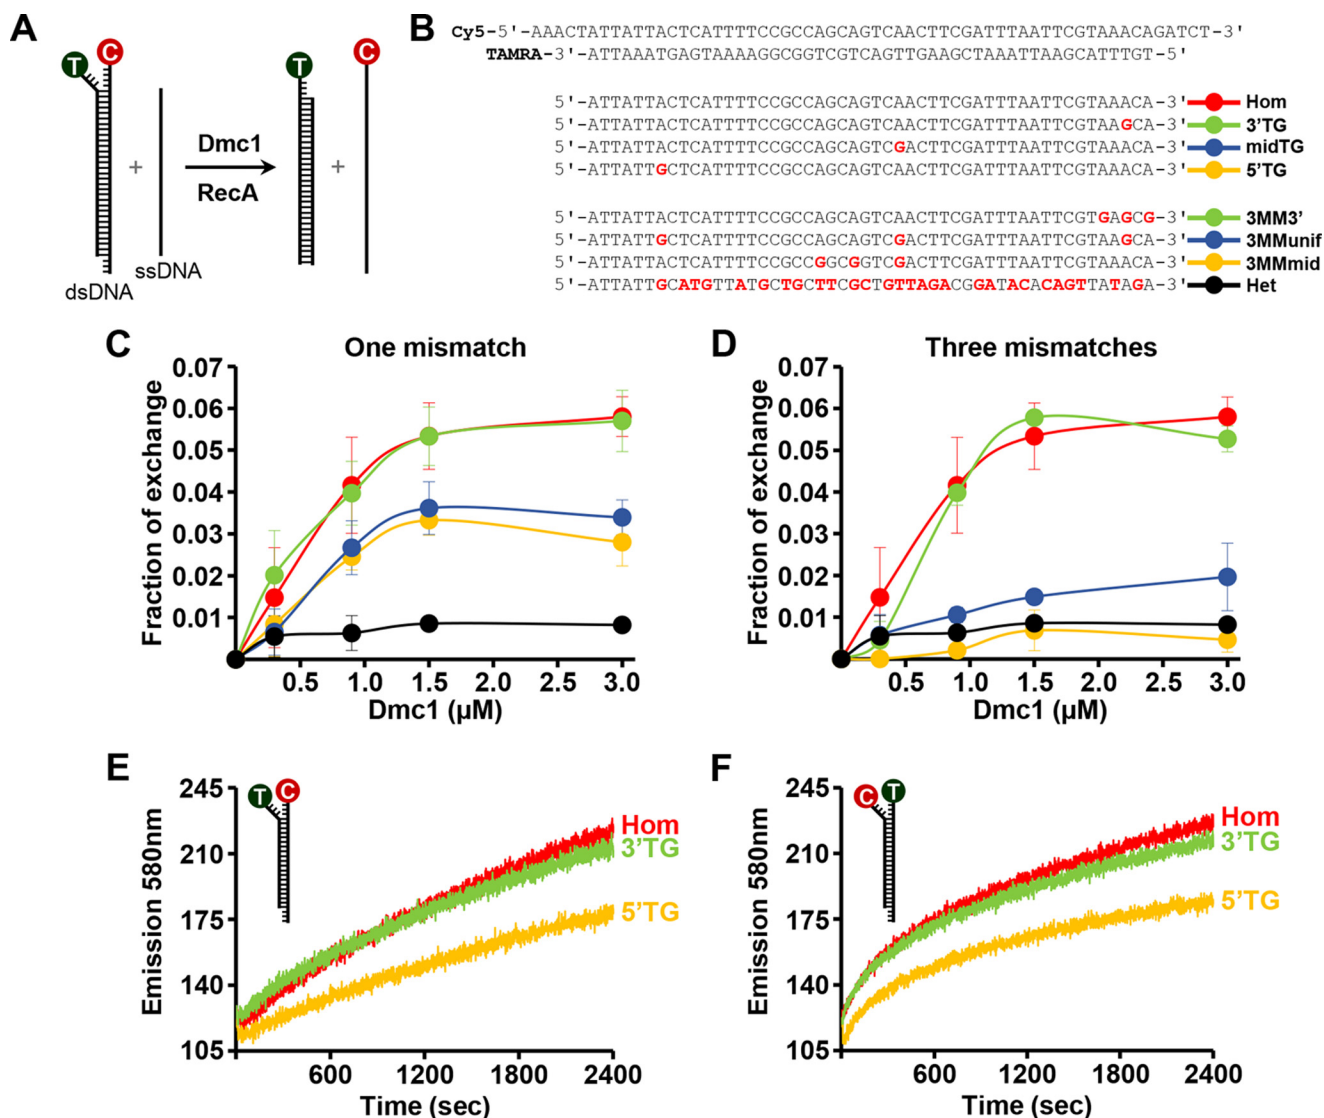 A
T C T C
+ Dmc1 +
RecA
dsDNA ssDNA
B
Cy5-5'-AAACTATTATTACTCATTTTCCGCCAGCAGTCAACTTCGATTTAATTCGTAAACAGATCT-3'
TAMRA-3'-ATTAAATGAGTAAAAGGCGGTCGTCAGTTGAAGCTAAATTAAGCATTTGT-5'
5'-ATTATTACTCATTTTCCGCCAGCAGTCAACTTCGATTTAATTCGTAAACA-3' Hom
5'-ATTATTACTCATTTTCCGCCAGCAGTCAACTTCGATTTAATTCGTAAGCA-3' 3'TG
5'-ATTATTACTCATTTTCCGCCAGCAGTCGACTTCGATTTAATTCGTAAACA-3' midTG
5'-ATTATTGCTCATTTTCCGCCAGCAGTCAACTTCGATTTAATTCGTAAACA-3' 5'TG
5'-ATTATTACTCATTTTCCGCCAGCAGTCAACTTCGATTTAATTCGTGAGCG-3' 3MM3'
5'-ATTATTGCTCATTTTCCGCCAGCAGTCGACTTCGATTTAATTCGTAAGCA-3' 3MMunif
5'-ATTATTACTCATTTTCCGCCGGCGGTCGACTTCGATTTAATTCGTAAACA-3' 3MMmid
5'-ATTATTGCATGTTATGCTGCTTCGCTGTTAGACGGATACACAGTTATAGA-3' Het
C
One mismatch
Fraction of exchange
0.07
0.06
0.05
0.04
0.03
0.02
0.01
0.5 1.0 1.5 2.0 2.5 3.0
Dmc1 (µM)
D
Three mismatches
Fraction of exchange
0.07
0.06
0.05
0.04
0.03
0.02
0.01
0.5 1.0 1.5 2.0 2.5 3.0
Dmc1 (µM)
E
Emission 580nm
245
210
175
140
105
T C
Hom
3'TG
5'TG
600 1200 1800 2400
Time (sec)
F
Emission 580nm
245
210
175
140
105
C T
Hom
3'TG
5'TG
600 1200 1800 2400
Time (sec)